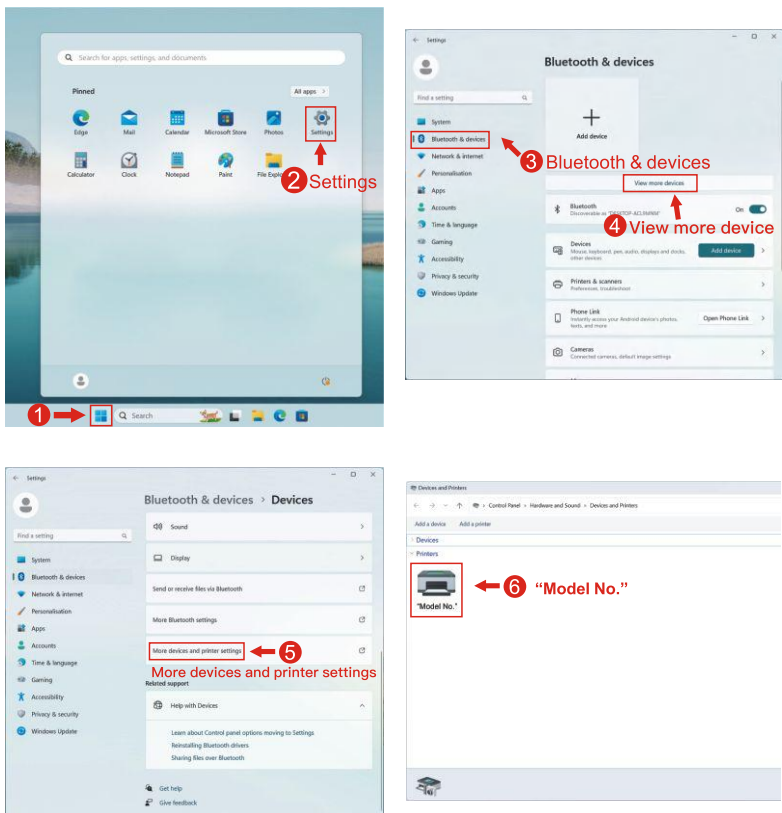 Search for apps, settings, and documents
Pinned
All apps >
Edge
Mail
Calendar
Microsoft Store
Photos
Settings
Calculator
Clock
Notepad
Paint
File
2 Settings
1
Search
Settings
Bluetooth & devices
Find a setting
System
Bluetooth & devices
Network & internet
Personalisation
Apps
Accounts
Time & language
Gaming
Accessibility
Privacy & security
Windows Update
Add device
3 Bluetooth & devices
View more devices
Bluetooth
Discoverable as
On
4 View more device
Devices
Mouse, keyboard, pen, audio, displays and docks,
other devices
Add device
Printers & scanners
Preferences, troubleshoot
Phone Link
Instantly access your Android device's photos,
texts, and more
Open Phone Link
Cameras
Connected cameras, default image settings
Settings
Bluetooth & devices > Devices
Find a setting
System
Bluetooth & devices
Network & internet
Personalisation
Apps
Accounts
Time & language
Gaming
Accessibility
Privacy & security
Windows Update
Sound
Display
Send or receive files via Bluetooth
More Bluetooth settings
More devices and printer settings
5
More devices and printer settings
Related support
Help with Devices
Learn about Control panel options moving to Settings
Reinstalling Bluetooth drivers
Sharing files over Bluetooth
Get help
Give feedback
Devices and Printers
Control Panel > Hardware and Sound > Devices and Printers
Add a device Add a printer
Devices
Printers
"Model No."
6 “Model No.”